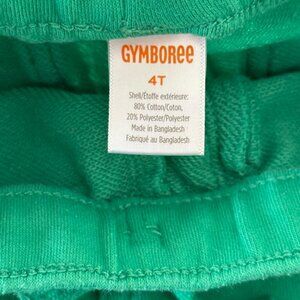 GYMBOREE
4T
Shell/Étoffe extérieure:
80% Cotton/Coton,
20% Polyester/Polyester
Made in Bangladesh
Fabriqué au Bangladesh